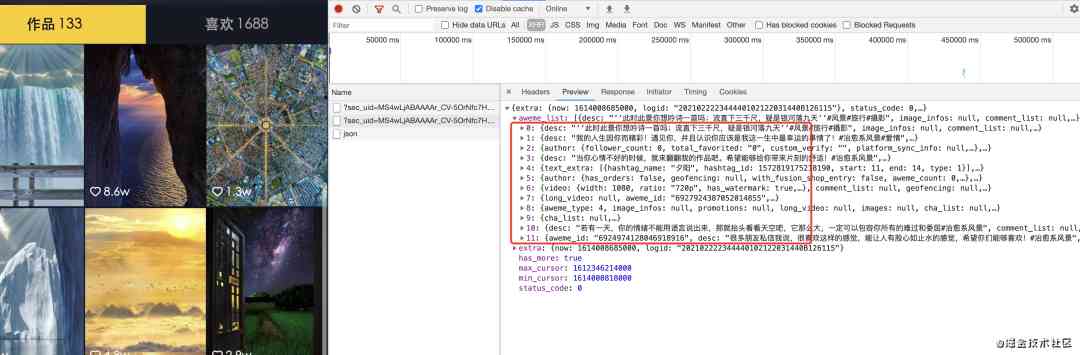 作品 133
喜欢 1688
8.6w
1.3w
Preserve log
Disable cache
Online
Filter
Hide data URLs
All XHR JS CSS Img Media Font Doc WS Manifest Other
Has blocked cookies
Blocked Requests
50000 ms 100000 ms 150000 ms 200000 ms 250000 ms 300000 ms 350000 ms 400000 ms 450000 ms 500000 ms
Name
?sec_uid=MS4wLjABAAAAr_CV-5OrNfc7H...
?sec_uid=MS4wLjABAAAAr_CV-5OrNfc7H...
json
× Headers Preview Response Initiator Timing Cookies
▼{extra: {now: 1614008685000, logid: "2021022223444401021220314408126115"}, status_code: 0,…}
▼aweme_list: [{desc: "''此时此景你想吟诗一首吗：流直下三千尺，疑是银河落九天''#风景#旅行#摄影", image_infos: null, comment_list: null,…},…]
▶0: {desc: "''此时此景你想吟诗一首吗：流直下三千尺，疑是银河落九天''#风景#旅行#摄影", image_infos: null, comment_list: null,…}
▶1: {desc: "我的人生因你而精彩！遇见你，并且认识你应该是我这一生中最幸运的事情了！#治愈系风景#爱情",…}
▶2: {author: {follower_count: 0, total_favorited: "0", custom_verify: "", platform_sync_info: null,…},…}
▶3: {desc: "当你心情不好的时候，就来翻翻我的作品吧，希望能够给你带来片刻的舒适！#治愈系风景",…}
▶4: {text_extra: [{hashtag_name: "夕阳", hashtag_id: 1572819175218190, start: 11, end: 14, type: 1}],…}
▶5: {author: {has_orders: false, geofencing: null, with_fusion_shop_entry: false, aweme_count: 0,…},…}
▶6: {video: {width: 1080, ratio: "720p", has_watermark: true,…}, comment_list: null, geofencing: null,…}
▶7: {long_video: null, aweme_id: "6927924387052014855",…}
▶8: {aweme_type: 4, image_infos: null, promotions: null, long_video: null, images: null, cha_list: null,…}
▶9: {cha_list: null,…}
▶10: {desc: "若有一天，你的情绪不能用语言说出来，那就抬头看看天空吧，它那么大，一定可以包容你所有的难过和委屈#治愈系风景", comment_list: null,
▶11: {aweme_id: "6924974128046918916", desc: "很多朋友私信我说，很喜欢这样的感觉，能让人有股心如止水的感觉，希望你们能够喜欢！#治愈系风景",…}
▶extra: {now: 1614008685000, logid: "2021022223444401021220314408126115"}
has_more: true
max_cursor: 1612346214000
min_cursor: 1614000818000
status_code: 0
@掘金技术社区